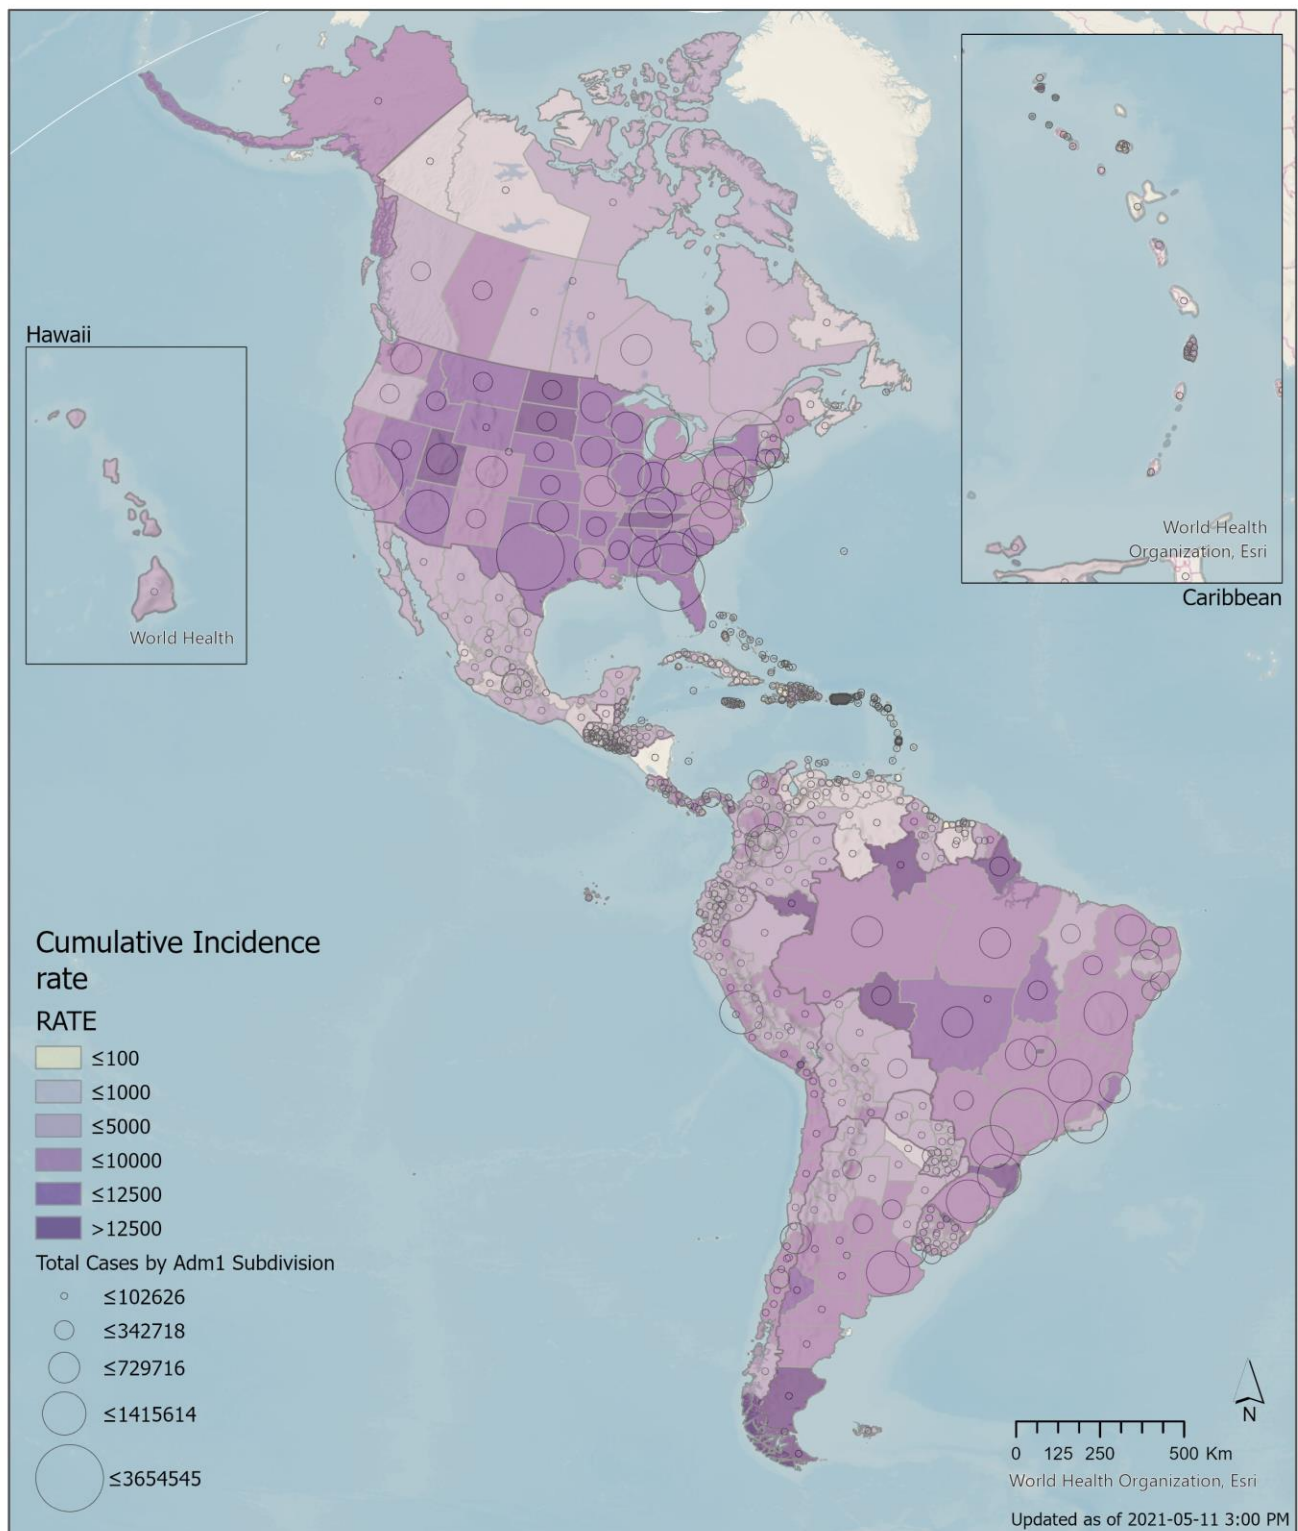 Hawaii
World Health
World Health
Organization, Esri
Caribbean
Cumulative Incidence
rate
RATE
≤100
≤1000
≤5000
≤10000
≤12500
>12500
Total Cases by Adm1 Subdivision
≤102626
≤342718
≤729716
≤1415614
≤3654545
N
0 125 250 500 Km
World Health Organization, Esri
Updated as of 2021-05-11 3:00 PM